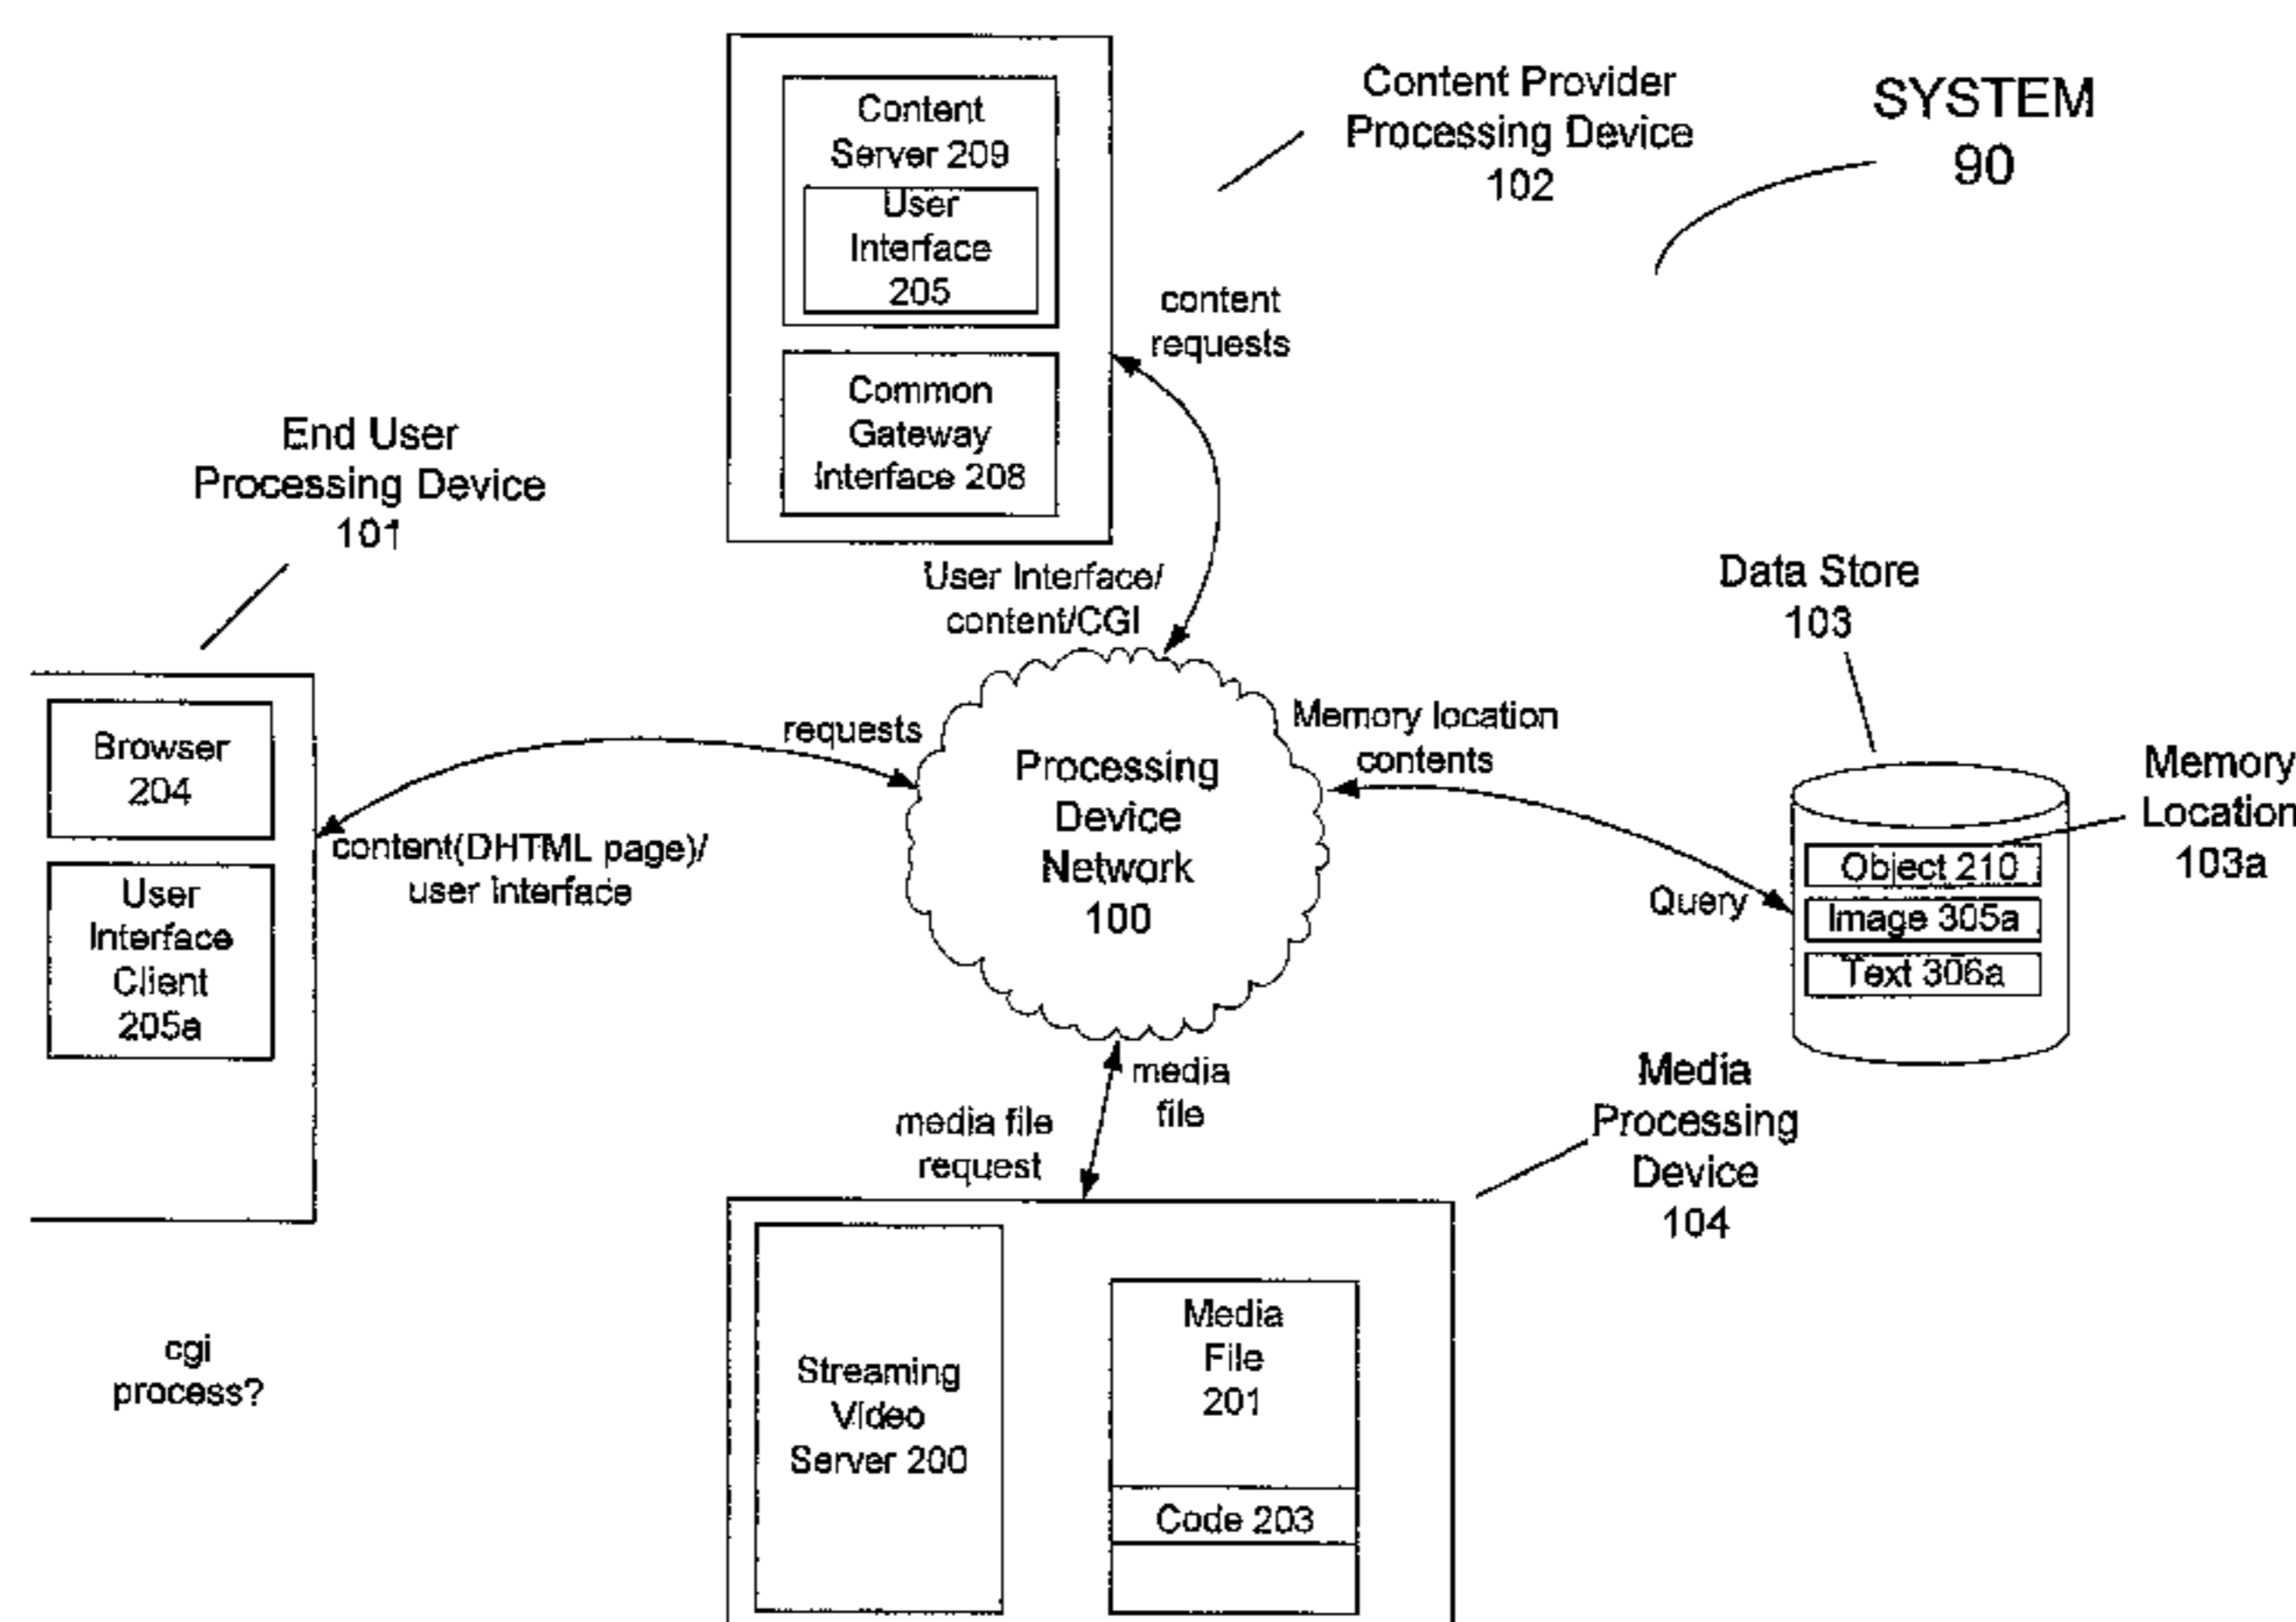 Content
Server 209
User
Interface
205
Common
Gateway
Interface 208
Content Provider
Processing Device
102
SYSTEM
90
content
requests
User Interface/
content/CGI
End User
Processing Device
101
Browser
204
User
Interface
Client
205a
requests
content(DHTML page)/
user Interface
Processing
Device
Network
100
Memory location
contents
Query
Data Store
103
Object 210
Image 305a
Text 306a
Memory
Location
103a
media
file
media file
request
Media
Processing
Device
104
Streaming
Video
Server 200
Media
File
201
Code 203
cgi
process?